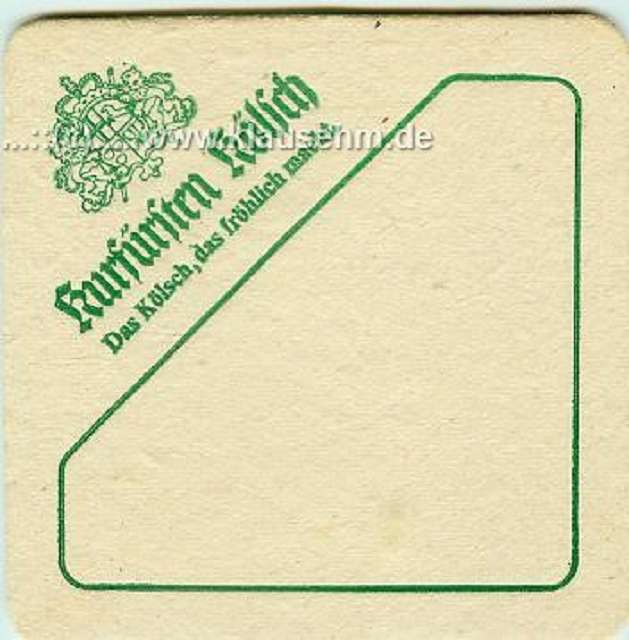 ...::: www.klausehm.de
Kurfürsten Kölsch
Das Kölsch, das fröhlich macht